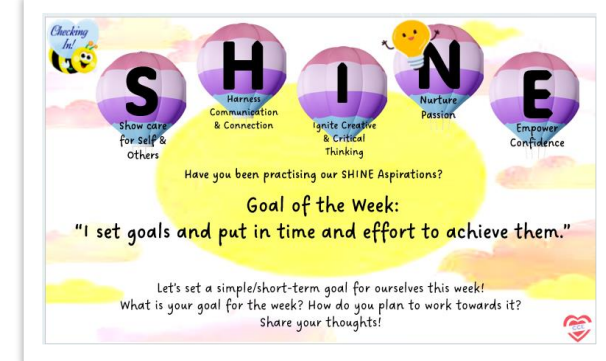 Checking
In!
S H I N E
Show care
for Self &
Others
Harness
Communication
& Connection
Ignite Creative
& Critical
Thinking
Nurture
Passion
Empower
Confidence
Have you been practising our SHINE Aspirations?
Goal of the Week:
"I set goals and put in time and effort to achieve them."
Let's set a simple/short-term goal for ourselves this week!
What is your goal for the week? How do you plan to work towards it?
Share your thoughts!